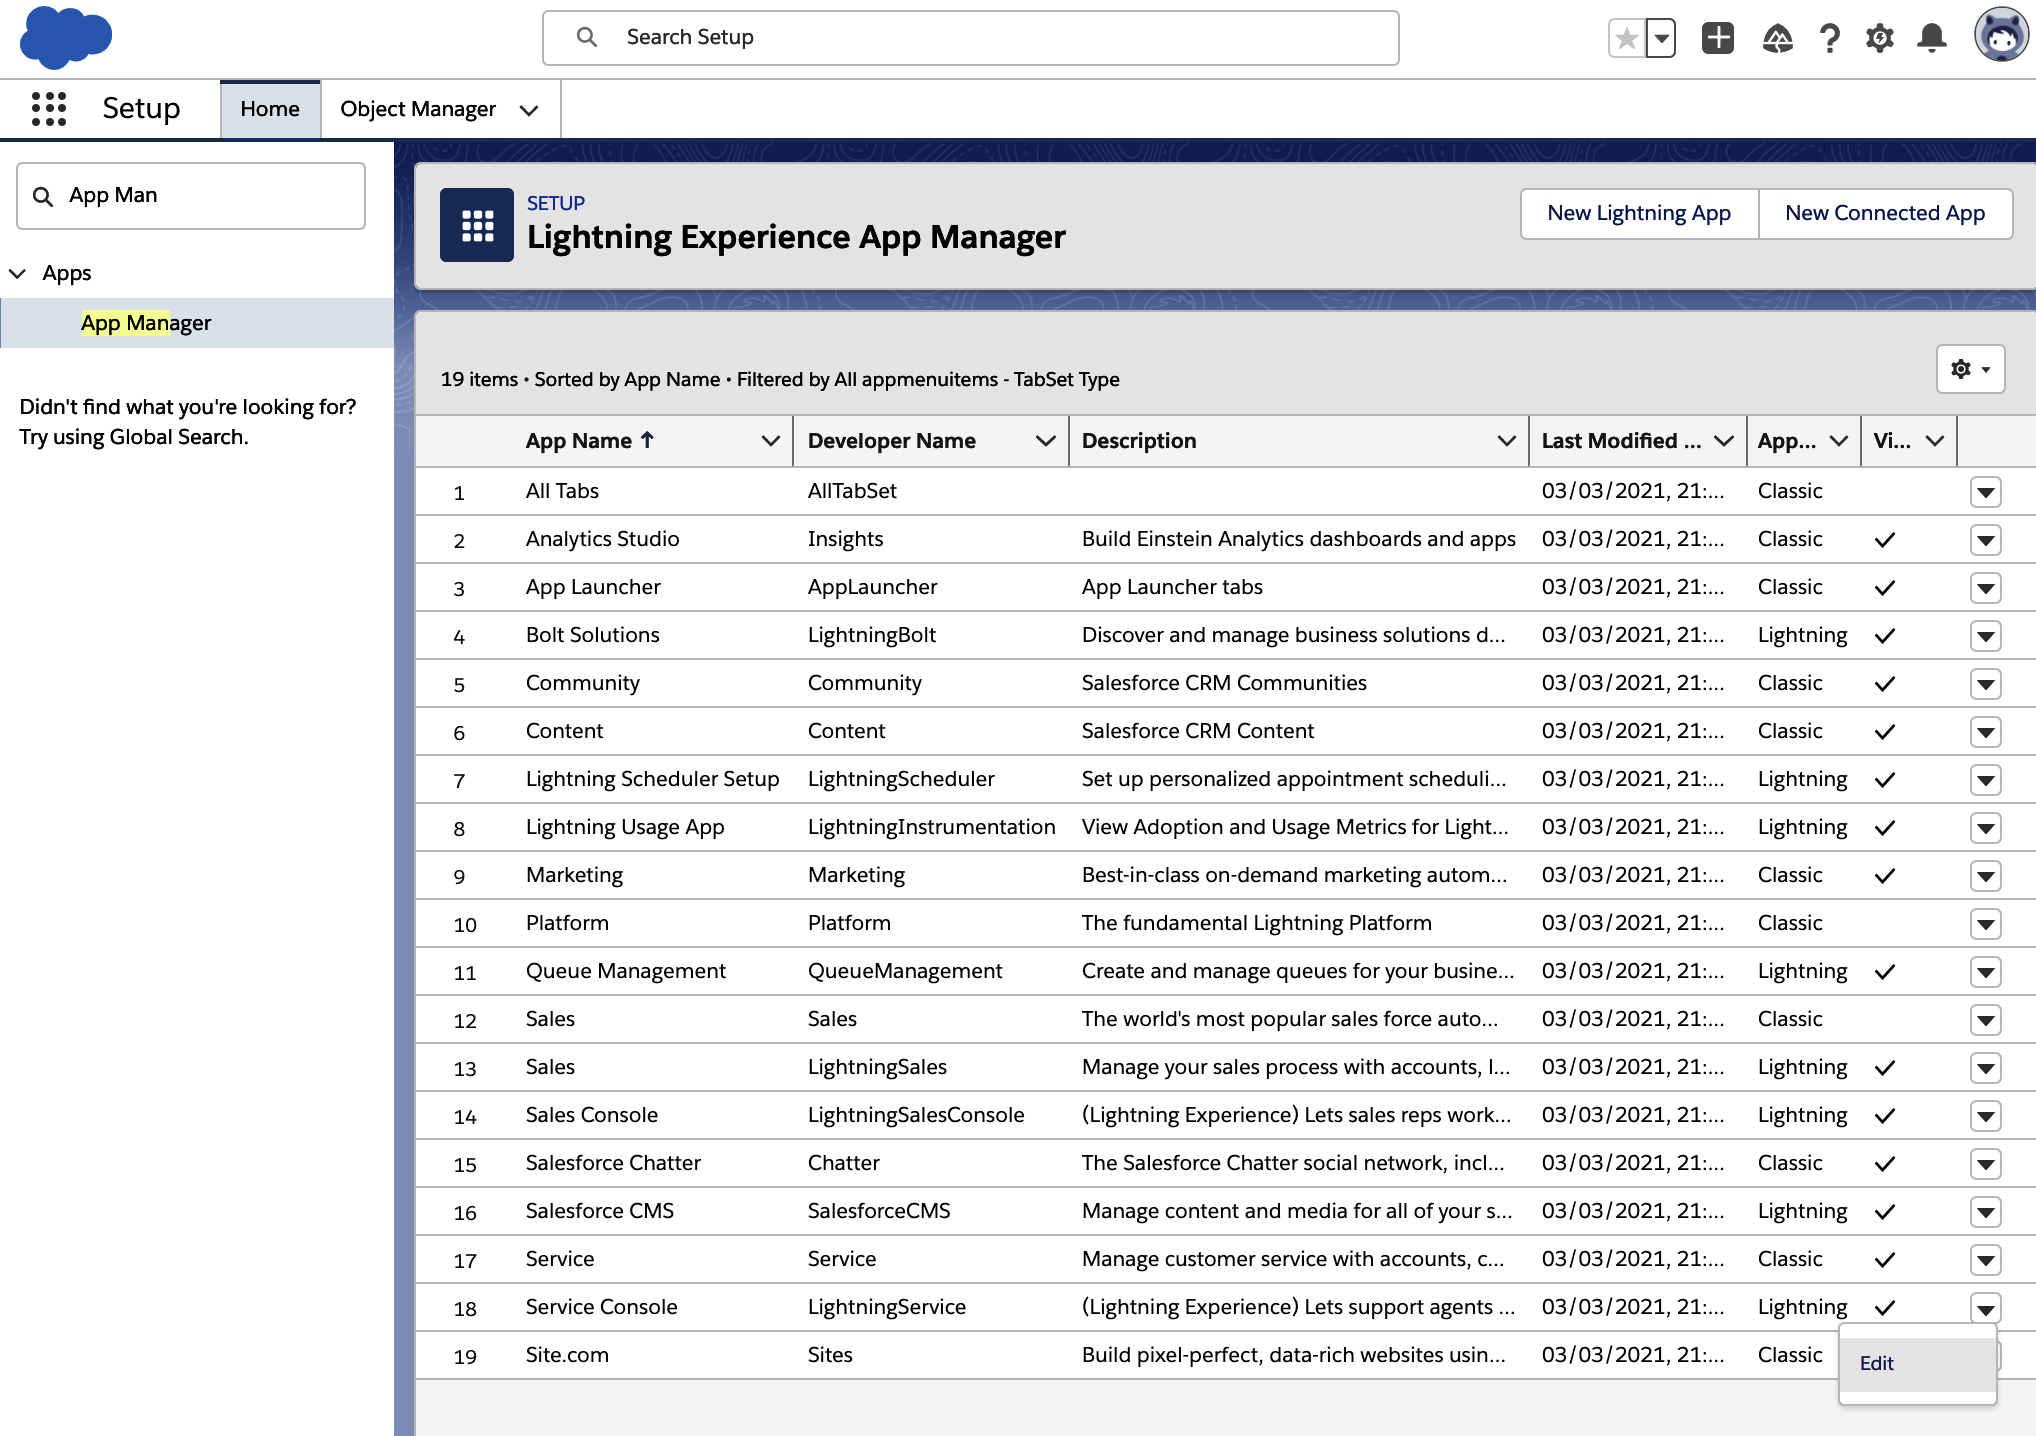 Search Setup
Setup
Home
Object Manager
App Man
Apps
App Manager
Didn't find what you're looking for?
Try using Global Search.
SETUP
Lightning Experience App Manager
New Lightning App
New Connected App
19 items • Sorted by App Name • Filtered by All appmenuitems - TabSet Type
App Name Developer Name Description Last Modified ... App... Vi...
1 All Tabs AllTabSet 03/03/2021, 21:... Classic
2 Analytics Studio Insights Build Einstein Analytics dashboards and apps 03/03/2021, 21:... Classic
3 App Launcher AppLauncher App Launcher tabs 03/03/2021, 21:... Classic
4 Bolt Solutions LightningBolt Discover and manage business solutions d... 03/03/2021, 21:... Lightning
5 Community Community Salesforce CRM Communities 03/03/2021, 21:... Classic
6 Content Content Salesforce CRM Content 03/03/2021, 21:... Classic
7 Lightning Scheduler Setup LightningScheduler Set up personalized appointment scheduli... 03/03/2021, 21:... Lightning
8 Lightning Usage App LightningInstrumentation View Adoption and Usage Metrics for Light... 03/03/2021, 21:... Lightning
9 Marketing Marketing Best-in-class on-demand marketing autom... 03/03/2021, 21:... Classic
10 Platform Platform The fundamental Lightning Platform 03/03/2021, 21:... Classic
11 Queue Management QueueManagement Create and manage queues for your busine... 03/03/2021, 21:... Lightning
12 Sales Sales The world's most popular sales force auto... 03/03/2021, 21:... Classic
13 Sales LightningSales Manage your sales process with accounts, l... 03/03/2021, 21:... Lightning
14 Sales Console LightningSalesConsole (Lightning Experience) Lets sales reps work... 03/03/2021, 21:... Lightning
15 Salesforce Chatter Chatter The Salesforce Chatter social network, incl... 03/03/2021, 21:... Classic
16 Salesforce CMS SalesforceCMS Manage content and media for all of your s... 03/03/2021, 21:... Lightning
17 Service Service Manage customer service with accounts, c... 03/03/2021, 21:... Classic
18 Service Console LightningService (Lightning Experience) Lets support agents ... 03/03/2021, 21:... Lightning
19 Site.com Sites Build pixel-perfect, data-rich websites usin... 03/03/2021, 21:... Classic
Edit